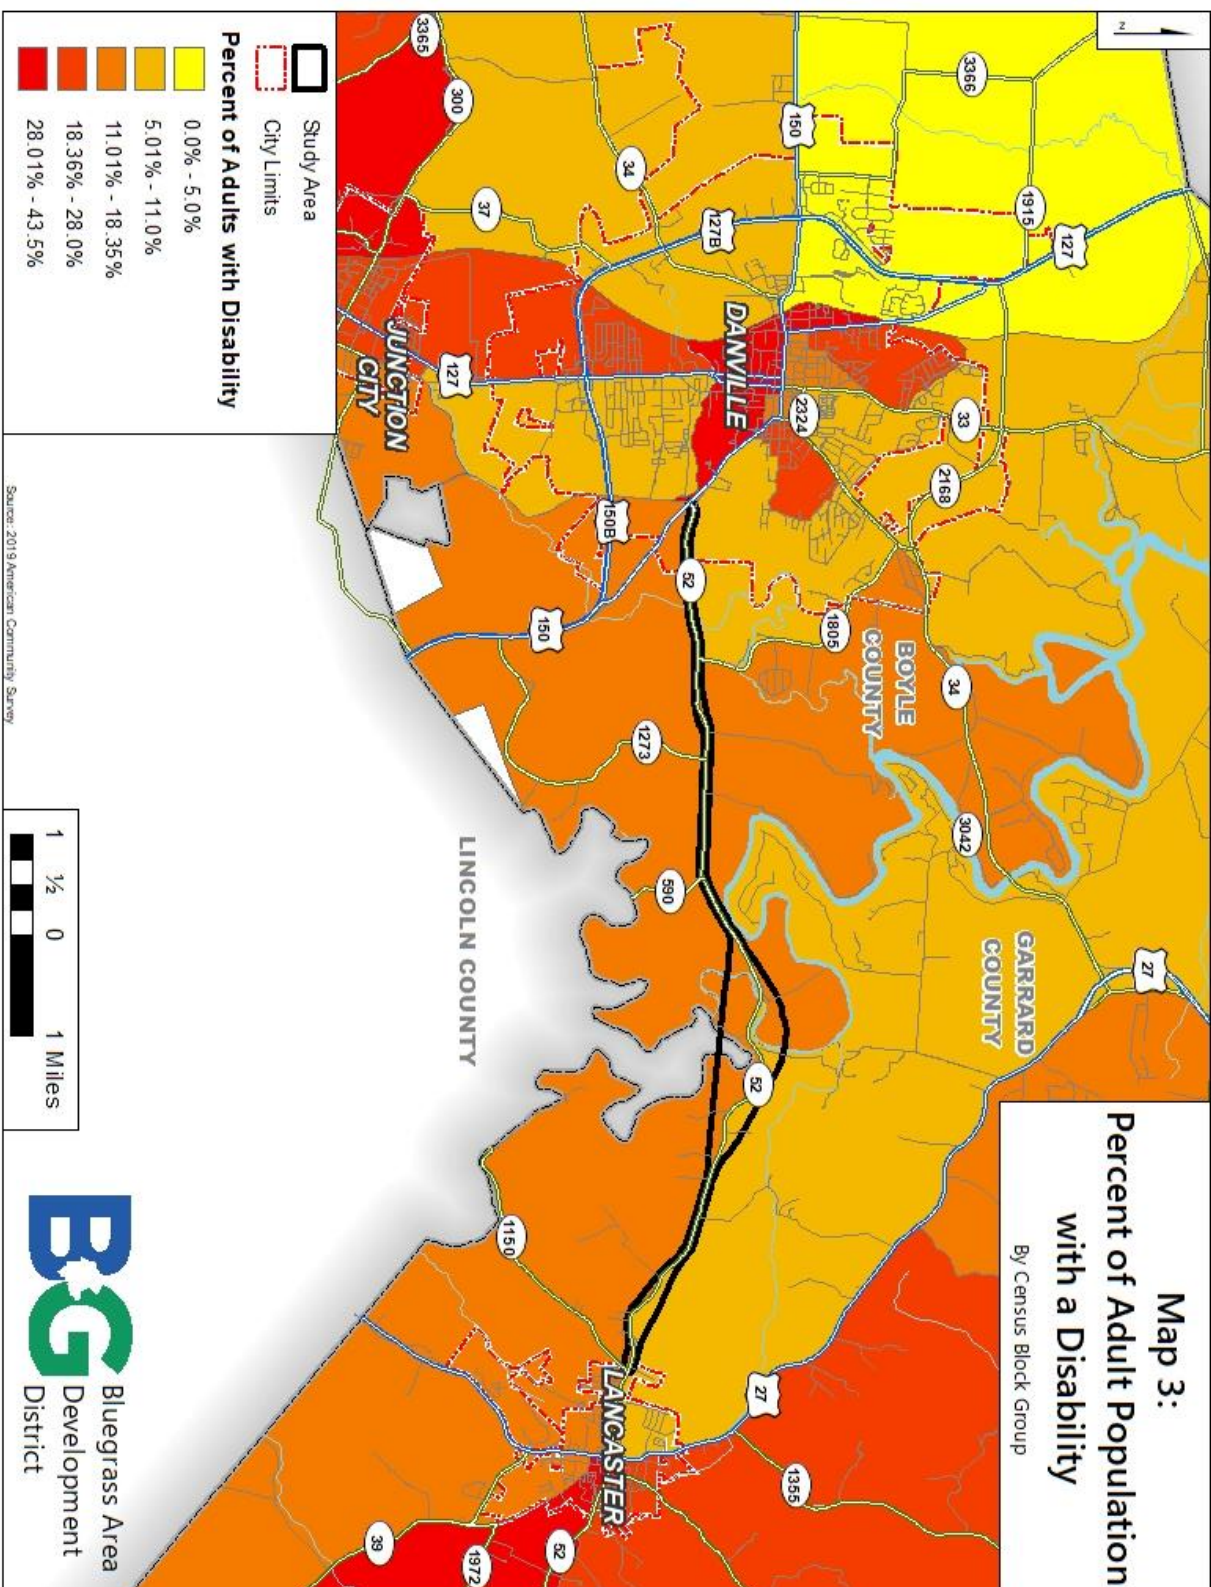 Map 3:
Percent of Adult Population
with a Disability
By Census Block Group
N
3366
1915
127
150
34
127B
37
300
3365
DANVILLE
33
2324
2168
127
JUNCTION
CITY
150B
52
1805
150
BOYLE
COUNTY
34
1273
3042
590
LINCOLN COUNTY
GARRARD
COUNTY
27
52
1150
27
LANCASTER
1355
39
1972
52
Study Area
City Limits
Percent of Adults with Disability
0.0% - 5.0%
5.01% - 11.0%
11.01% - 18.35%
18.36% - 28.0%
28.01% - 43.59%
Source: 2019 American Community Survey
1 ½ 0 1 Miles
BG
Bluegrass Area
Development
District